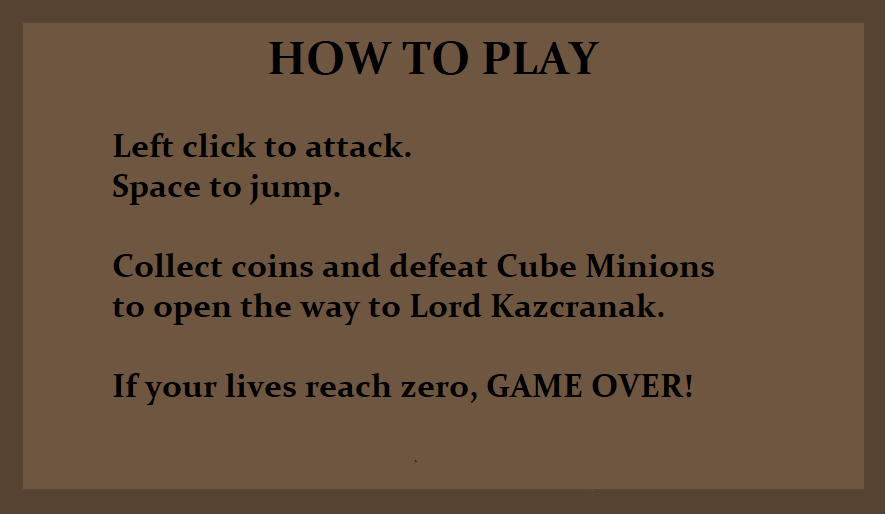 HOW TO PLAY
Left click to attack.
Space to jump.
Collect coins and defeat Cube Minions
to open the way to Lord Kazcranak.
If your lives reach zero, GAME OVER!